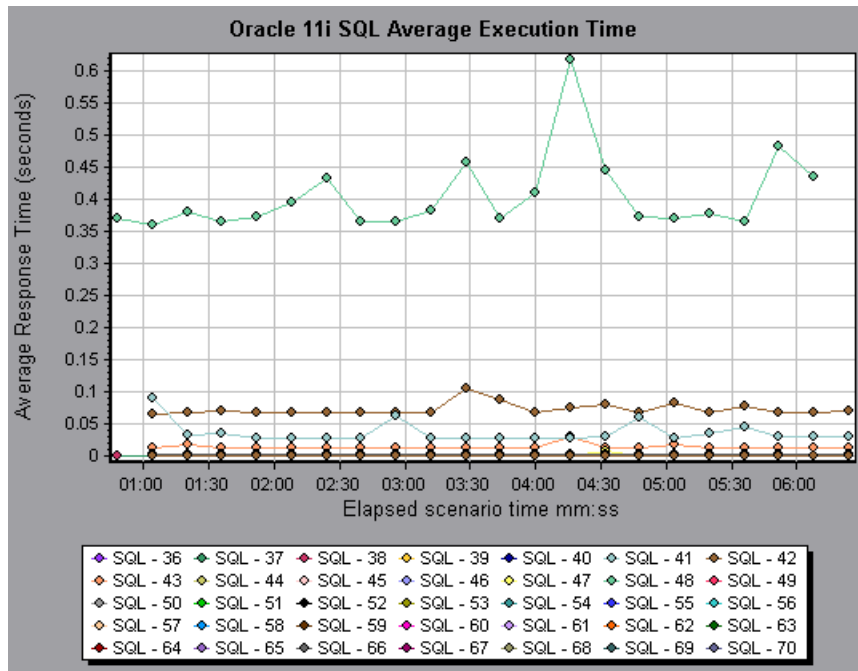 Oracle 11i SQL Average Execution Time
Average Response Time (seconds)
0.6
0.55
0.5
0.45
0.4
0.35
0.3
0.25
0.2
0.15
0.1
0.05
0
01:00 01:30 02:00 02:30 03:00 03:30 04:00 04:30 05:00 05:30 06:00
Elapsed scenario time mm:ss
SQL - 36 SQL - 37 SQL - 38 SQL - 39 SQL - 40 SQL - 41 SQL - 42
SQL - 43 SQL - 44 SQL - 45 SQL - 46 SQL - 47 SQL - 48 SQL - 49
SQL - 50 SQL - 51 SQL - 52 SQL - 53 SQL - 54 SQL - 55 SQL - 56
SQL - 57 SQL - 58 SQL - 59 SQL - 60 SQL - 61 SQL - 62 SQL - 63
SQL - 64 SQL - 65 SQL - 66 SQL - 67 SQL - 68 SQL - 69 SQL - 70